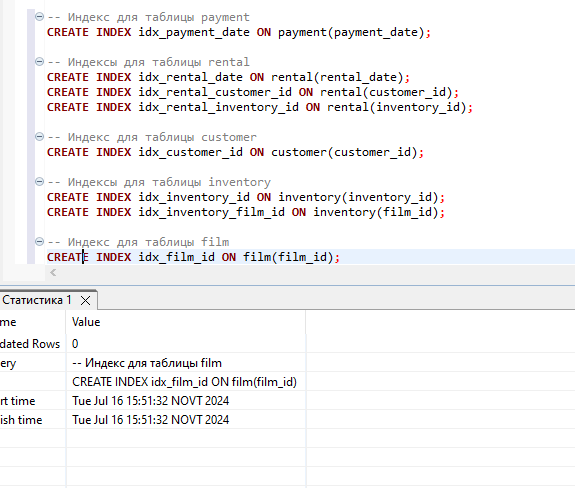 -- Индекс для таблицы payment
CREATE INDEX idx_payment_date ON payment(payment_date);
-- Индексы для таблицы rental
CREATE INDEX idx_rental_date ON rental(rental_date);
CREATE INDEX idx_rental_customer_id ON rental(customer_id);
CREATE INDEX idx_rental_inventory_id ON rental(inventory_id);
-- Индекс для таблицы customer
CREATE INDEX idx_customer_id ON customer(customer_id);
-- Индексы для таблицы inventory
CREATE INDEX idx_inventory_id ON inventory(inventory_id);
CREATE INDEX idx_inventory_film_id ON inventory(film_id);
-- Индекс для таблицы film
CREATE INDEX idx_film_id ON film(film_id);
Статистика 1
me Value
dated Rows 0
ery -- Индекс для таблицы film
CREATE INDEX idx_film_id ON film(film_id)
rt time Tue Jul 16 15:51:32 NOVT 2024
ish time Tue Jul 16 15:51:32 NOVT 2024